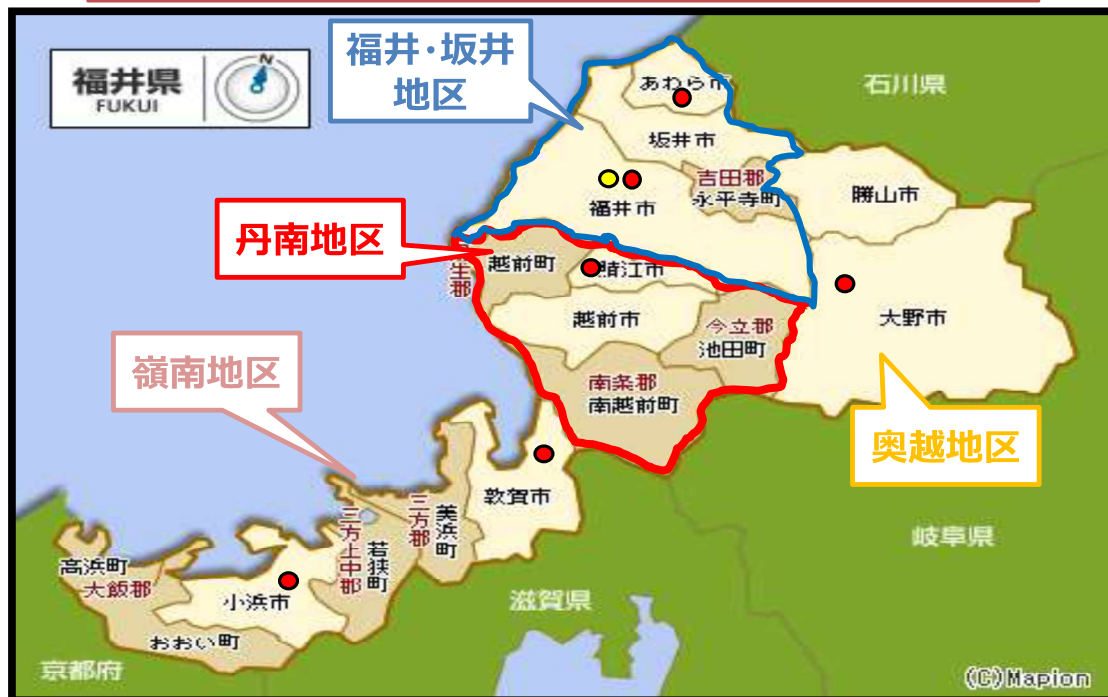 福井県
FUKUI
N
福井・坂井
地区
石川県
あわら市
坂井市
吉田郡
永平寺町
勝山市
福井市
丹南地区
生郡
越前町
鯖江市
大野市
越前市
今立郡
池田町
嶺南地区
南条郡
南越前町
奥越地区
敦賀市
三方郡
美浜町
三方上中郡
若狭町
岐阜県
高浜町
大飯郡
小浜市
おおい町
滋賀県
京都府
(C)Mapion